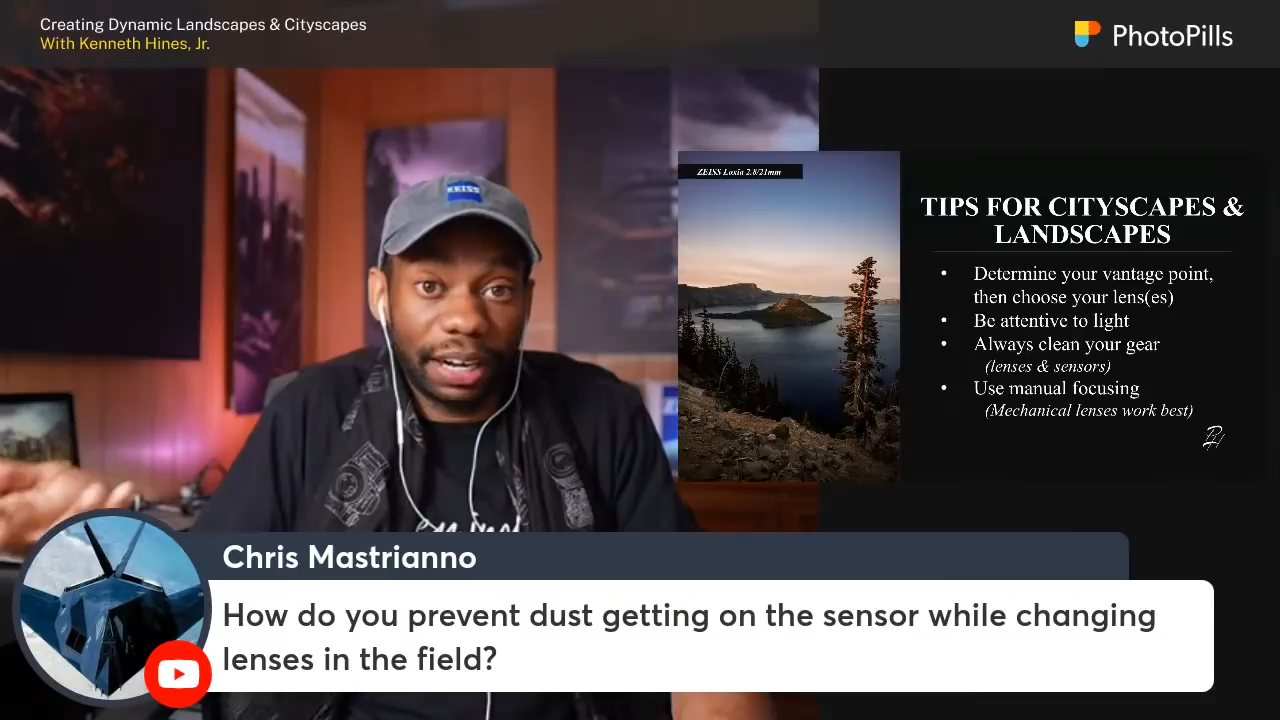 Creating Dynamic Landscapes & Cityscapes
With Kenneth Hines, Jr.
PhotoPills
ZEISS
ZEISS Loxia 2.8/21mm
TIPS FOR CITYSCAPES &
LANDSCAPES
• Determine your vantage point,
then choose your lens(es)
• Be attentive to light
• Always clean your gear
(lenses & sensors)
• Use manual focusing
(Mechanical lenses work best)
Chris Mastrianno
How do you prevent dust getting on the sensor while changing
lenses in the field?